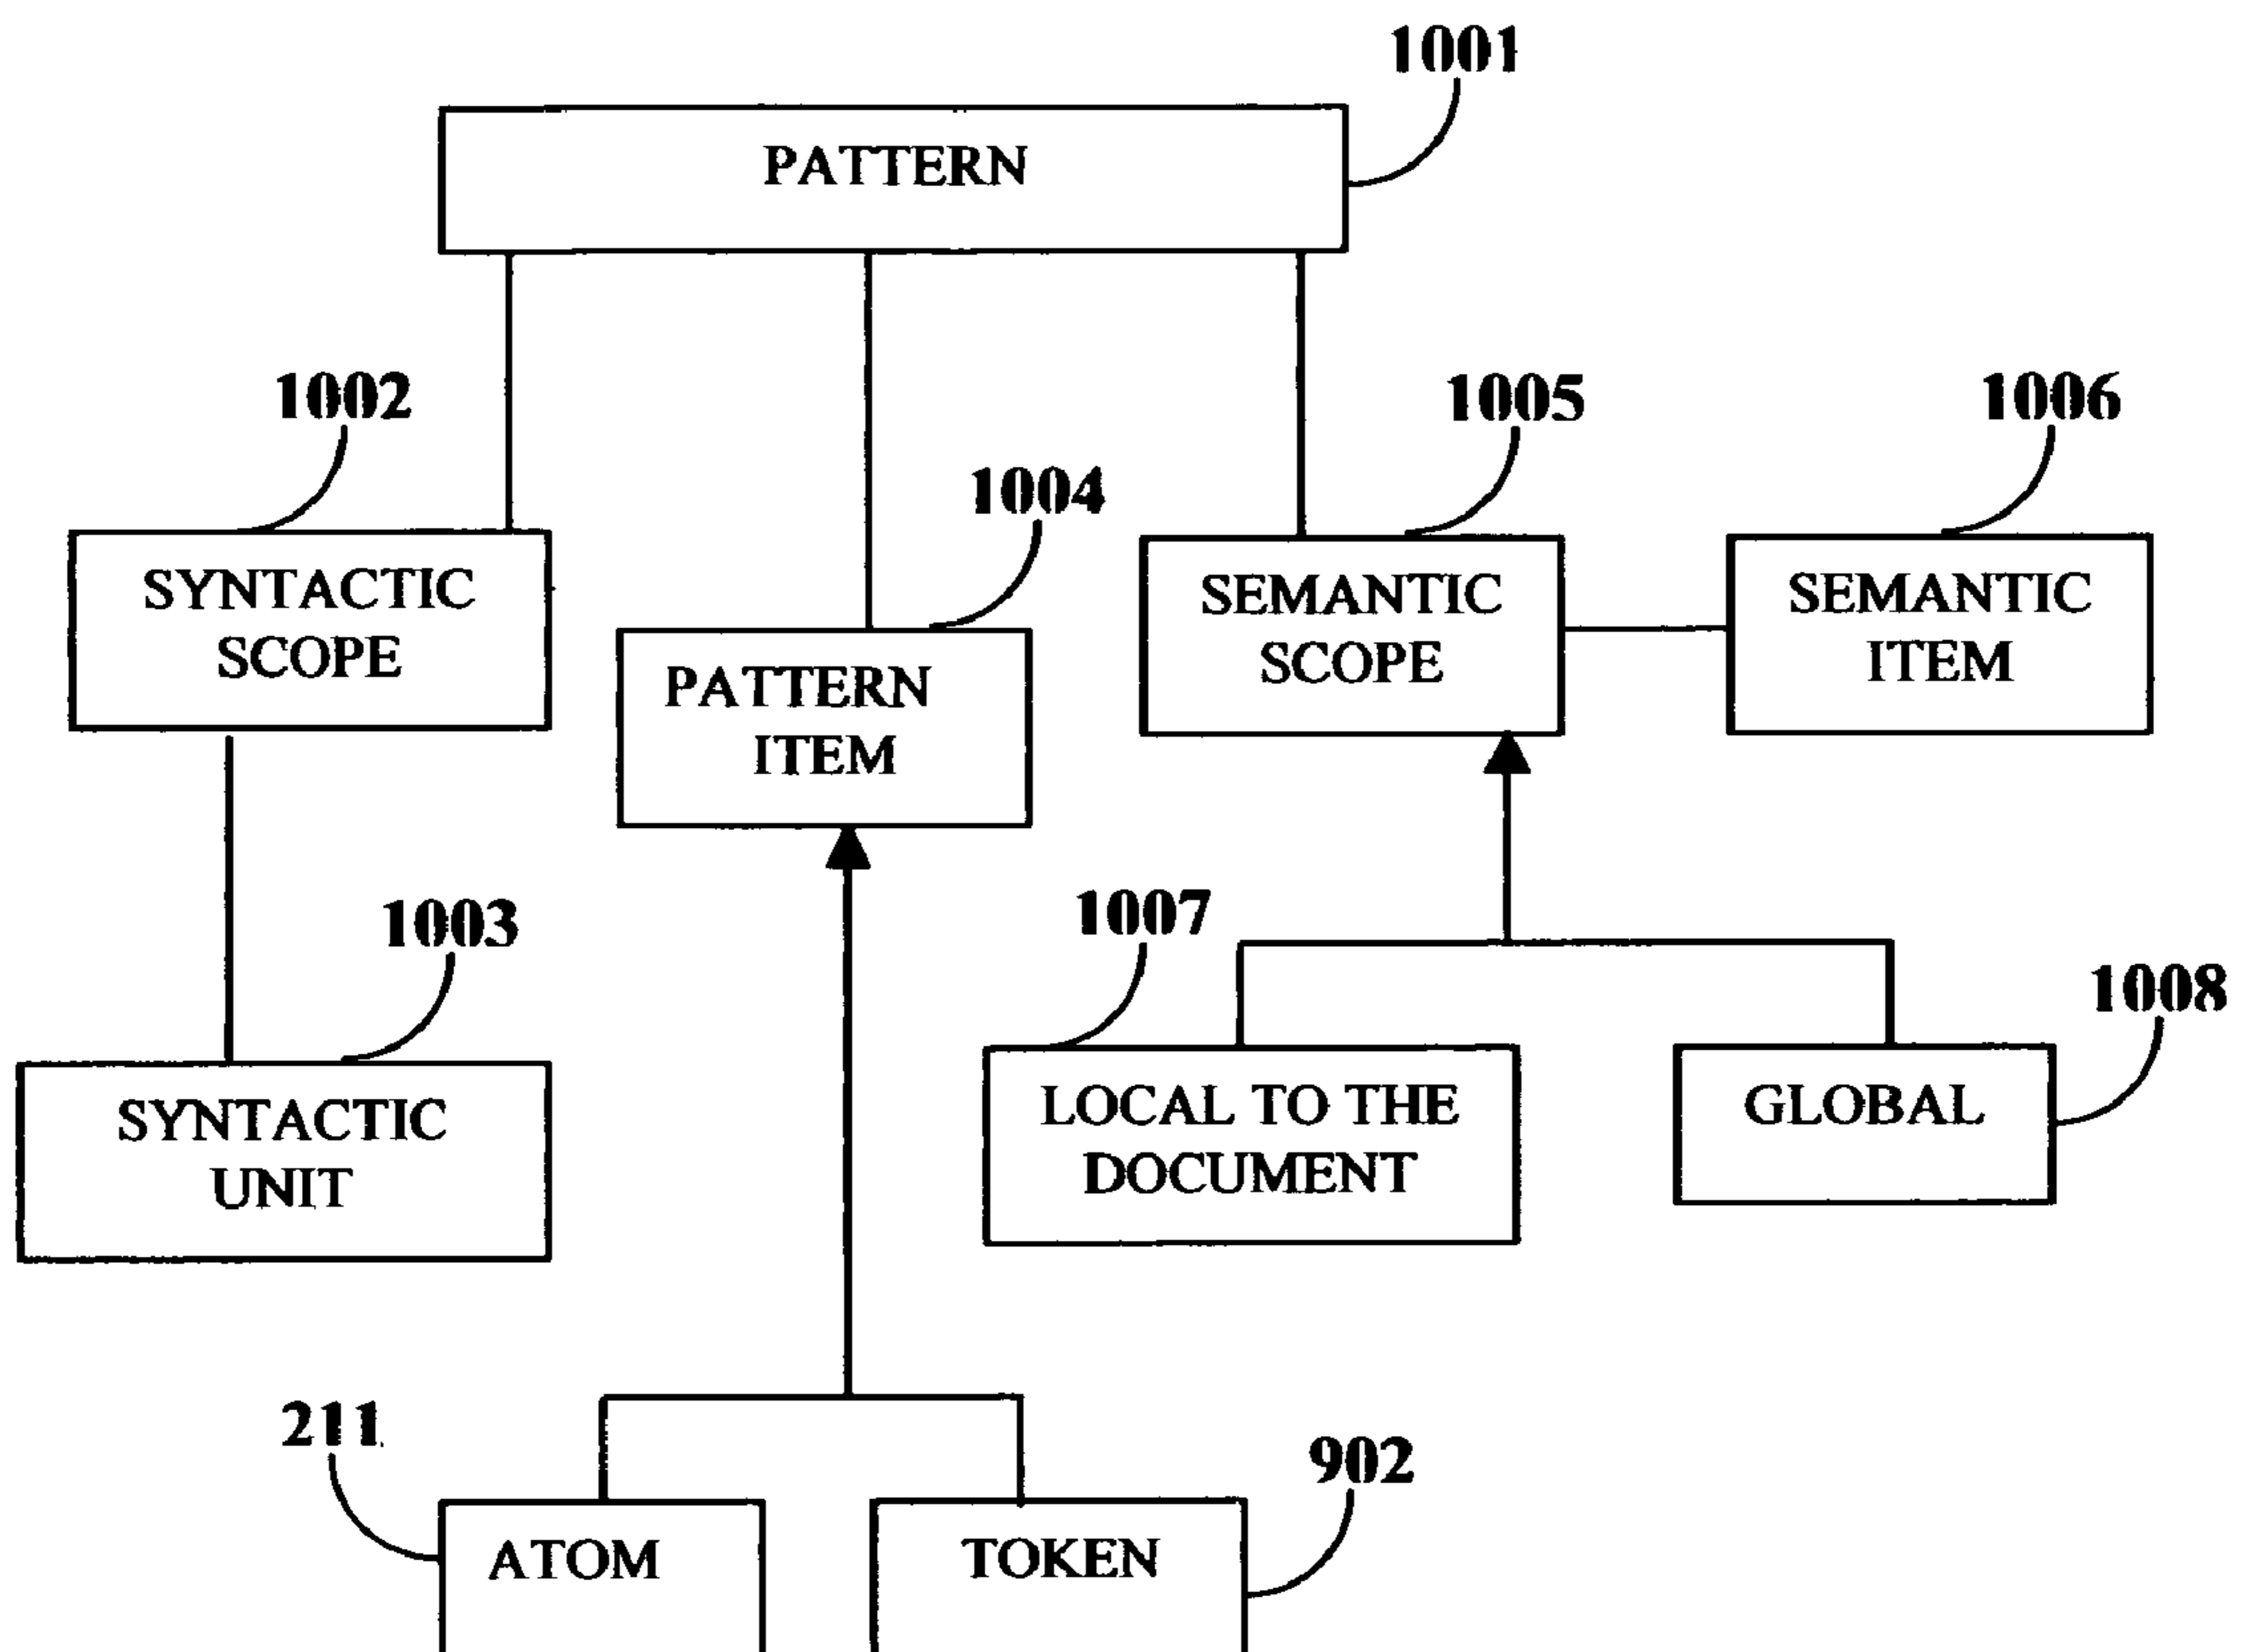 1001
PATTERN
1002
1005
1006
1004
SYNTACTIC
SCOPE
SEMANTIC
SCOPE
SEMANTIC
ITEM
PATTERN
ITEM
1003
1007
1008
SYNTACTIC
UNIT
LOCAL TO THE
DOCUMENT
GLOBAL
211
902
ATOM
TOKEN